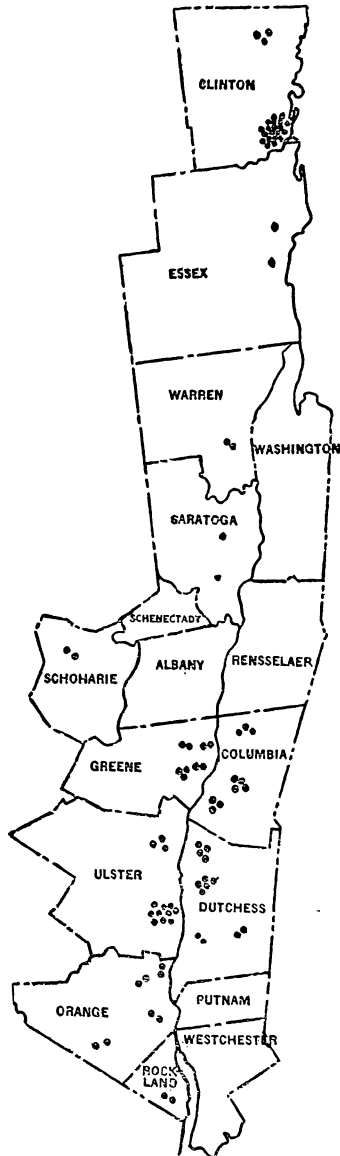 CLINTON
ESSEX
WARREN
WASHINGTON
SARATOGA
SCHENECTADY
SCHOHARIE
ALBANY
RENSSELAER
GREENE
COLUMBIA
ULSTER
DUTCHESS
ORANGE
PUTNAM
WESTCHESTER
ROCK-
LAND